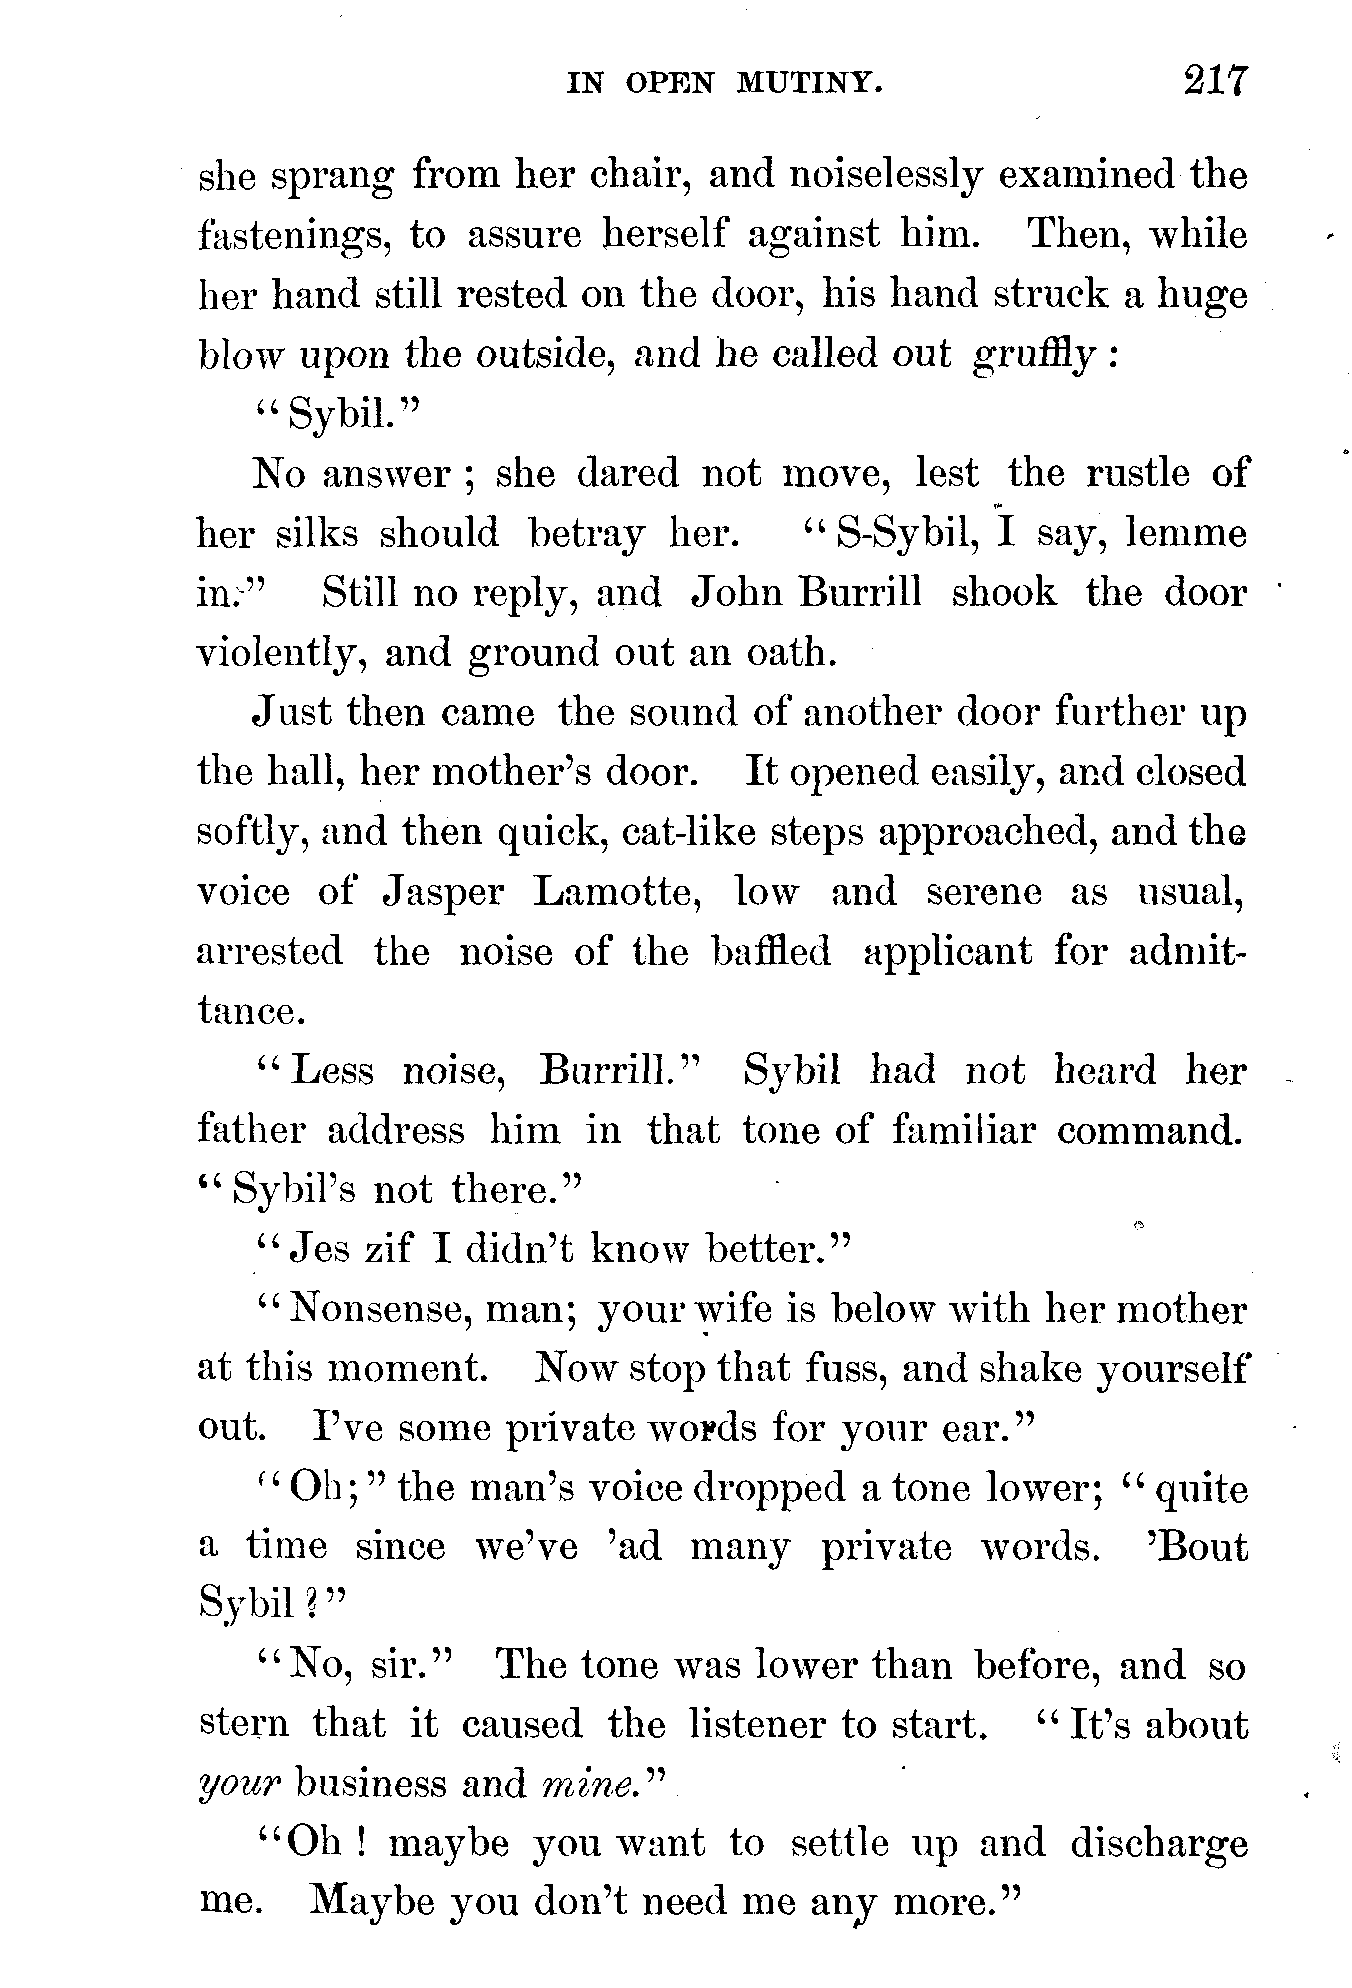 IN OPEN MUTINY. 217
she sprang from her chair, and noiselessly examined the
fastenings, to assure herself against him. Then, while
her hand still rested on the door, his hand struck a huge
blow upon the outside, and he called out gruffly :
“Sybil.”
No answer ; she dared not move, lest the rustle of
her silks should betray her. “S-Sybil, I say, lemme
in.” Still no reply, and John Burrill shook the door
violently, and ground out an oath.
Just then came the sound of another door further up
the hall, her mother’s door. It opened easily, and closed
softly, and then quick, cat-like steps approached, and the
voice of Jasper Lamotte, low and serene as usual,
arrested the noise of the baffled applicant for admit-
tance.
“Less noise, Burrill.” Sybil had not heard her
father address him in that tone of familiar command.
“Sybil’s not there.”
“Jes zif I didn’t know better.”
“Nonsense, man; your wife is below with her mother
at this moment. Now stop that fuss, and shake yourself
out. I’ve some private words for your ear.”
“Oh;” the man’s voice dropped a tone lower; “quite
a time since we’ve ’ad many private words. ’Bout
Sybil?”
“No, sir.” The tone was lower than before, and so
stern that it caused the listener to start. “It’s about
your business and mine.”
“Oh ! maybe you want to settle up and discharge
me. Maybe you don’t need me any more.”